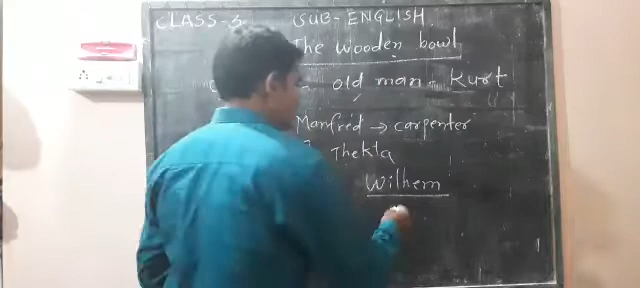 CLASS-3 SUB-ENGLISH
The wooden bowl
old man - Kurt
Manfred → carpenter
Thekla
Wilhem